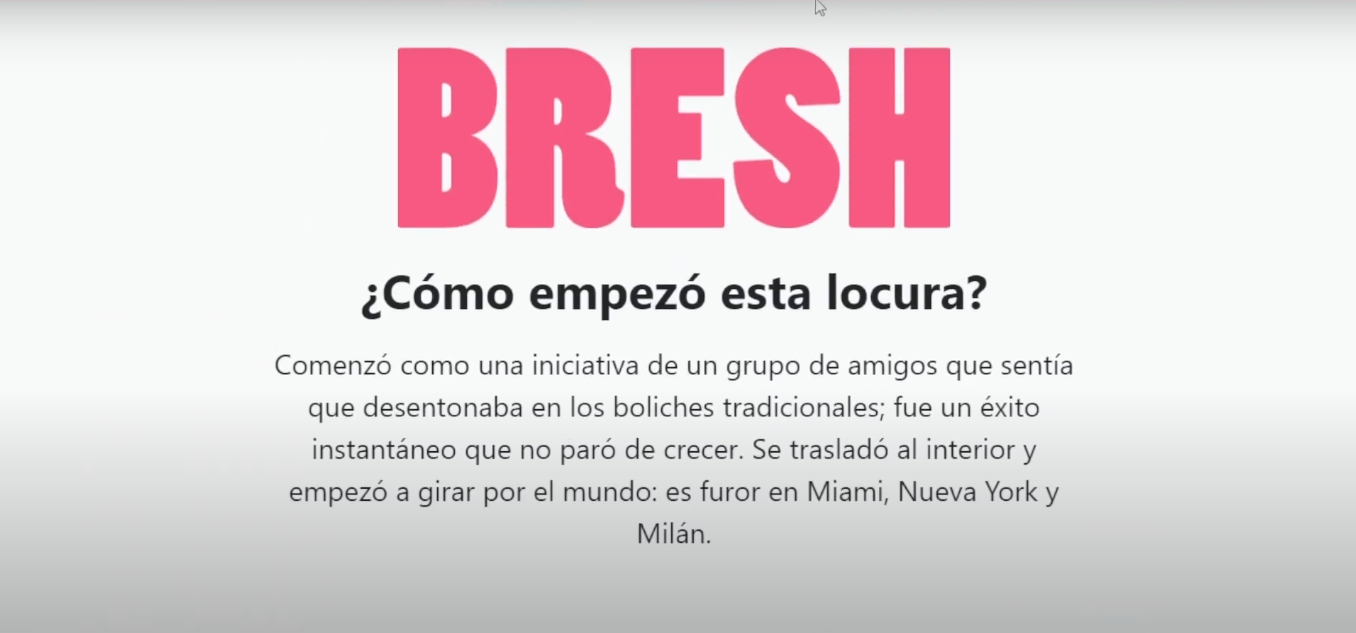 BRESH
¿Cómo empezó esta locura?
Comenzó como una iniciativa de un grupo de amigos que sentía
que desentonaba en los boliches tradicionales; fue un éxito
instantáneo que no paró de crecer. Se trasladó al interior y
empezó a girar por el mundo: es furor en Miami, Nueva York y
Milán.